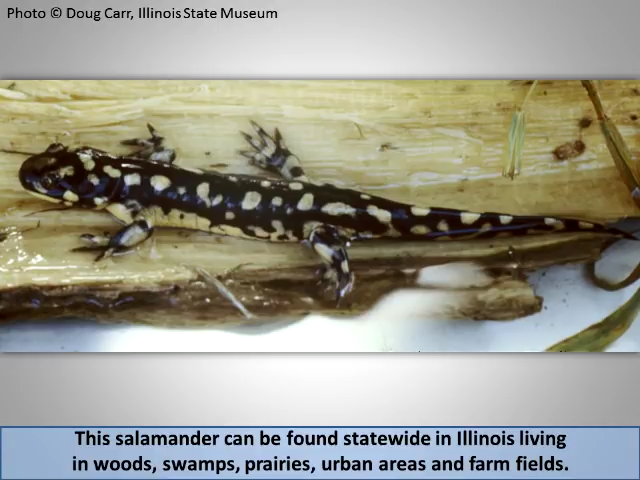 Photo © Doug Carr, Illinois State Museum
This salamander can be found statewide in Illinois living
in woods, swamps, prairies, urban areas and farm fields.